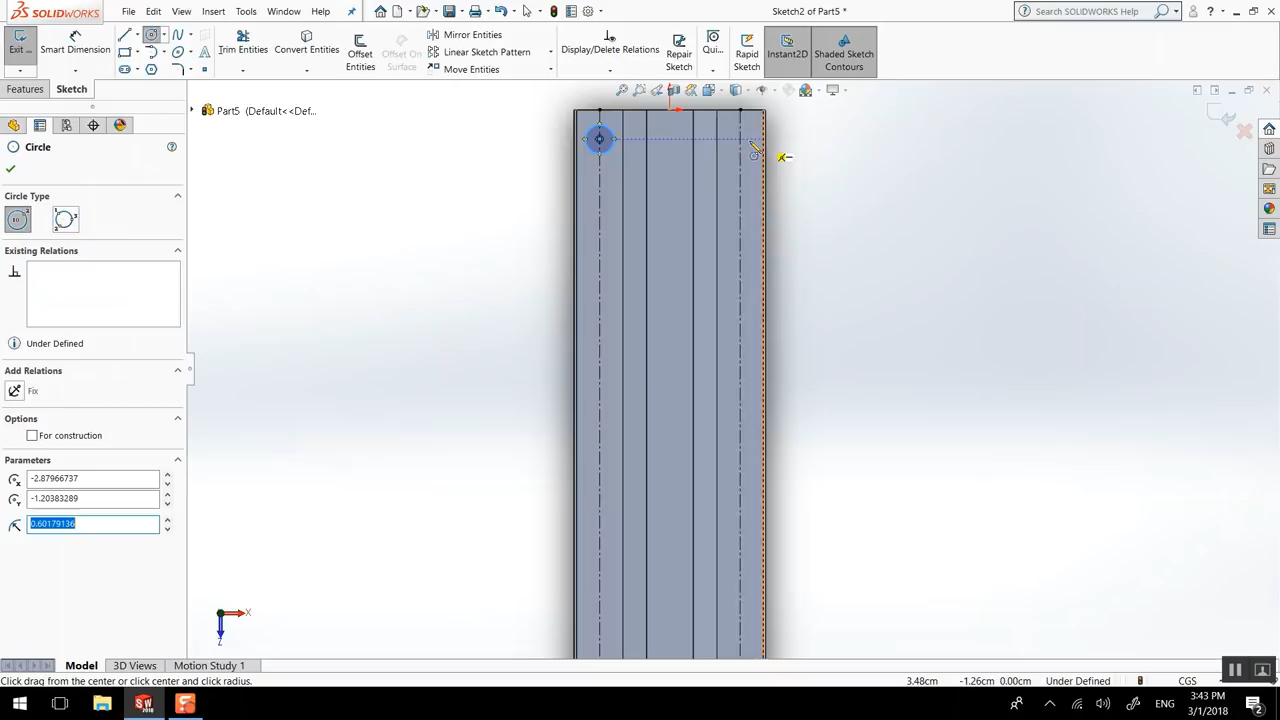 SOLIDWORKS File Edit View Insert Tools Window Help Sketch2 of Part5 * Search SOLIDWORKS Help
Exit ... Smart Dimension Trim Entities Convert Entities Offset Entities Offset On Surface Mirror Entities Linear Sketch Pattern Move Entities Display/Delete Relations Repair Sketch Qui... Rapid Sketch Instant2D Shaded Sketch Contours
Features Sketch
Part5 (Default<<Def...
Circle
Circle Type
Existing Relations
Under Defined
Add Relations
Fix
Options
For construction
Parameters
-2.87966737
-1.20383289
0.60179136
X
Z
Model 3D Views Motion Study 1
Click drag from the center or click center and click radius. 3.48cm -1.26cm 0.00cm Under Defined CGS
SW 2018 ENG 3:43 PM
3/1/2018 2